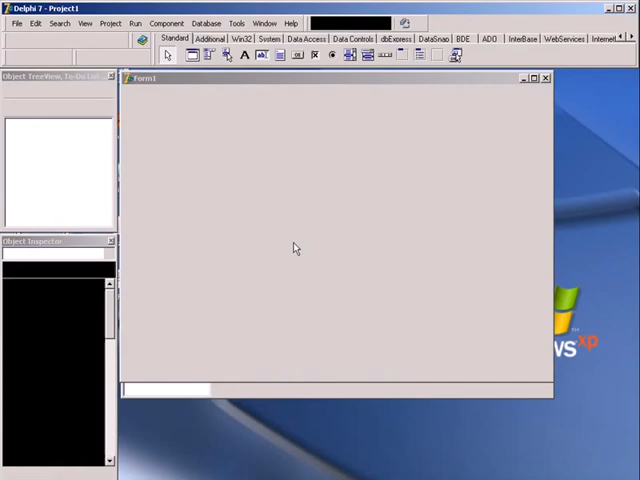 Delphi 7 - Project1
File Edit Search View Project Run Component Database Tools Window Help
Standard Additional Win32 System Data Access Data Controls dbExpress DataSnap BDE ADO InterBase WebServices
Object TreeView, To-Do List
Form1
Object Inspector
ws xp